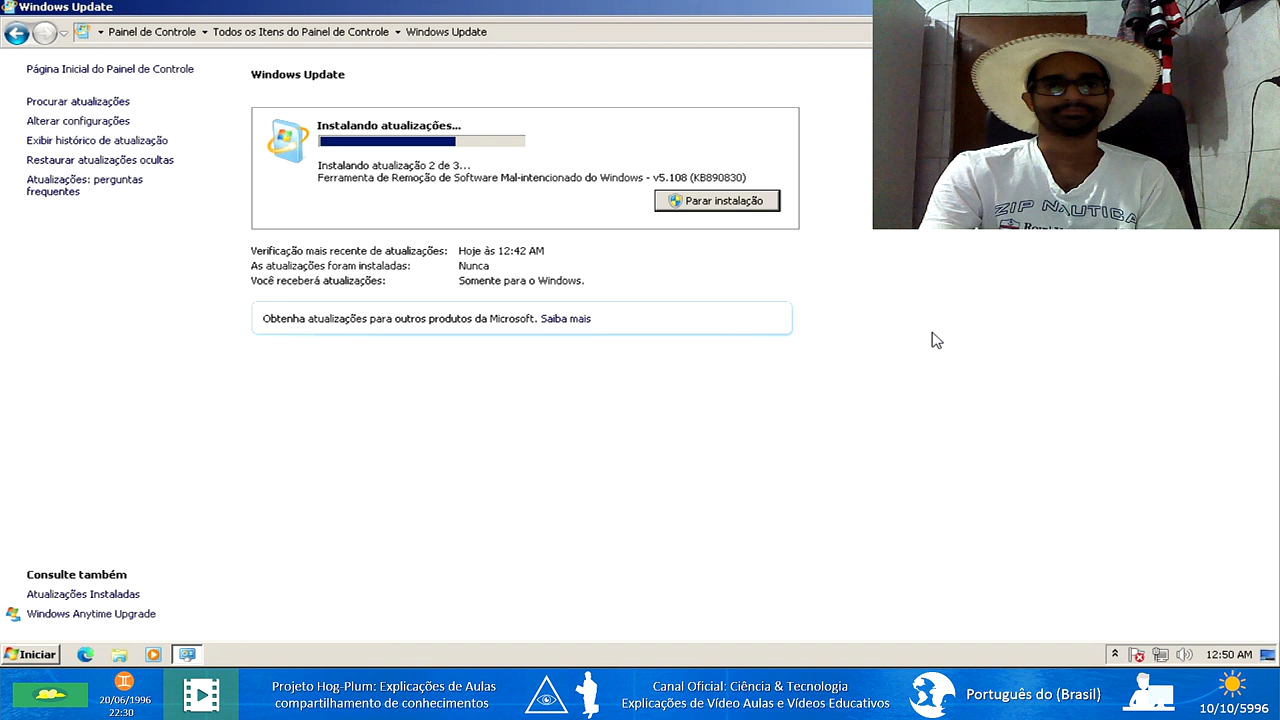 Windows Update
Painel de Controle
Todos os Itens do Painel de Controle
Windows Update
Página Inicial do Painel de Controle
Procurar atualizações
Alterar configurações
Exibir histórico de atualização
Restaurar atualizações ocultas
Atualizações: perguntas
frequentes
Windows Update
Instalando atualizações...
Instalando atualização 2 de 3...
Ferramenta de Remoção de Software Mal-intencionado do Windows - v5.108 (KB890830)
Parar instalação
Verificação mais recente de atualizações: Hoje às 12:42 AM
As atualizações foram instaladas: Nunca
Você receberá atualizações: Somente para o Windows.
Obtenha atualizações para outros produtos da Microsoft. Saiba mais
ZIP NAUTICA
Consulte também
Atualizações Instaladas
Windows Anytime Upgrade
Iniciar
12:50 AM
20/06/1996
22:30
Projeto Hog-Plum: Explicações de Aulas
compartilhamento de conhecimentos
Canal Oficial: Ciência & Tecnologia
Explicações de Vídeo Aulas e Vídeos Educativos
Português do (Brasil)
10/10/5996